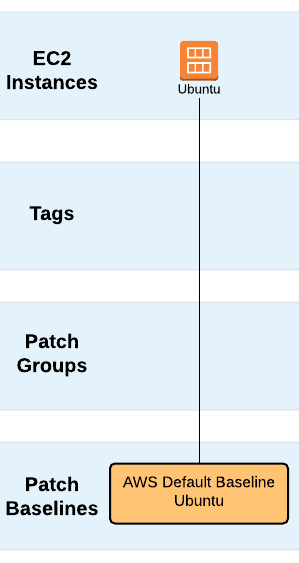 EC2
Instances
Ubuntu
Tags
Patch
Groups
Patch
Baselines
AWS Default Baseline
Ubuntu